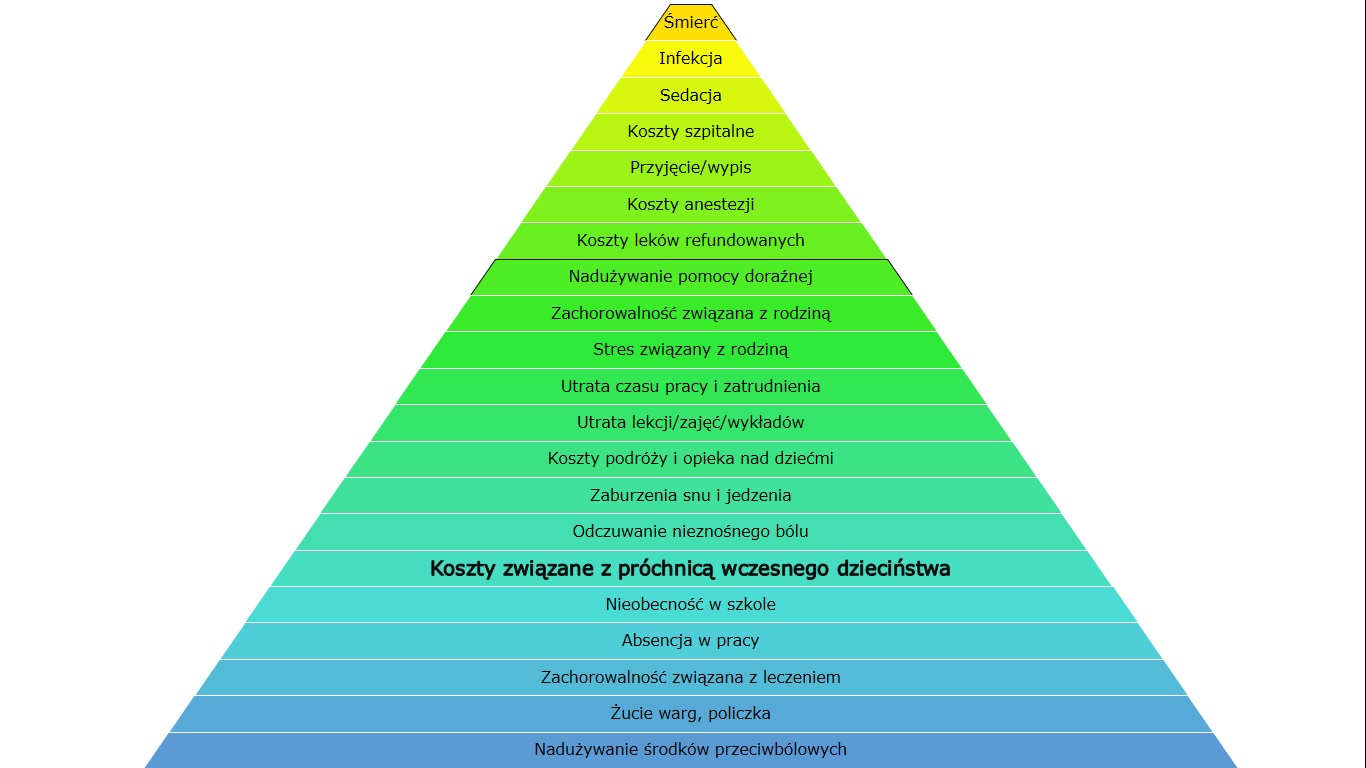 Śmierć
Infekcja
Sedacja
Koszty szpitalne
Przyjęcie/wypis
Koszty anestezji
Koszty leków refundowanych
Nadużywanie pomocy doraźnej
Zachorowalność związana z rodziną
Stres związany z rodziną
Utrata czasu pracy i zatrudnienia
Utrata lekcji/zajęć/wykładów
Koszty podróży i opieka nad dziećmi
Zaburzenia snu i jedzenia
Odczuwanie nieznośnego bólu
Koszty związane z próchnicą wczesnego dzieciństwa
Nieobecność w szkole
Absencja w pracy
Zachorowalność związana z leczeniem
Żucie warg, policzka
Nadużywanie środków przeciwbólowych